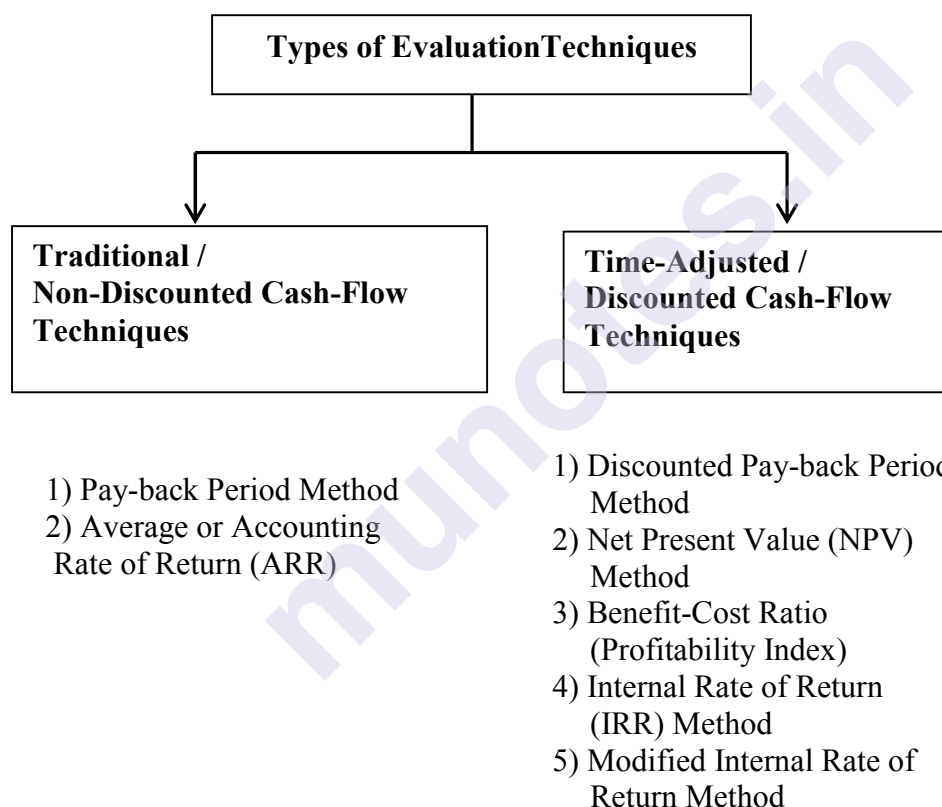 Types of EvaluationTechniques
Traditional /
Non-Discounted Cash-Flow
Techniques
Time-Adjusted /
Discounted Cash-Flow
Techniques
1) Pay-back Period Method
2) Average or Accounting
Rate of Return (ARR)
1) Discounted Pay-back Period
Method
2) Net Present Value (NPV)
Method
3) Benefit-Cost Ratio
(Profitability Index)
4) Internal Rate of Return
(IRR) Method
5) Modified Internal Rate of
Return Method
munotes.in